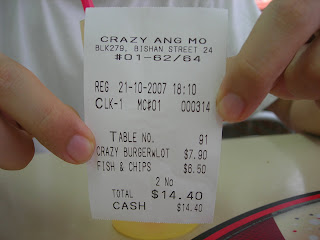 CRAZY ANG MO
BLK279, BISHAN STREET 24
#01-62/64
REG 21-10-2007 18:10
CLK-1 MC#01 000314
TABLE NO. 91
CRAZY BURGERWLOT $7.90
FISH & CHIPS $6.50
2 No
TOTAL $14.40
CASH $14.40